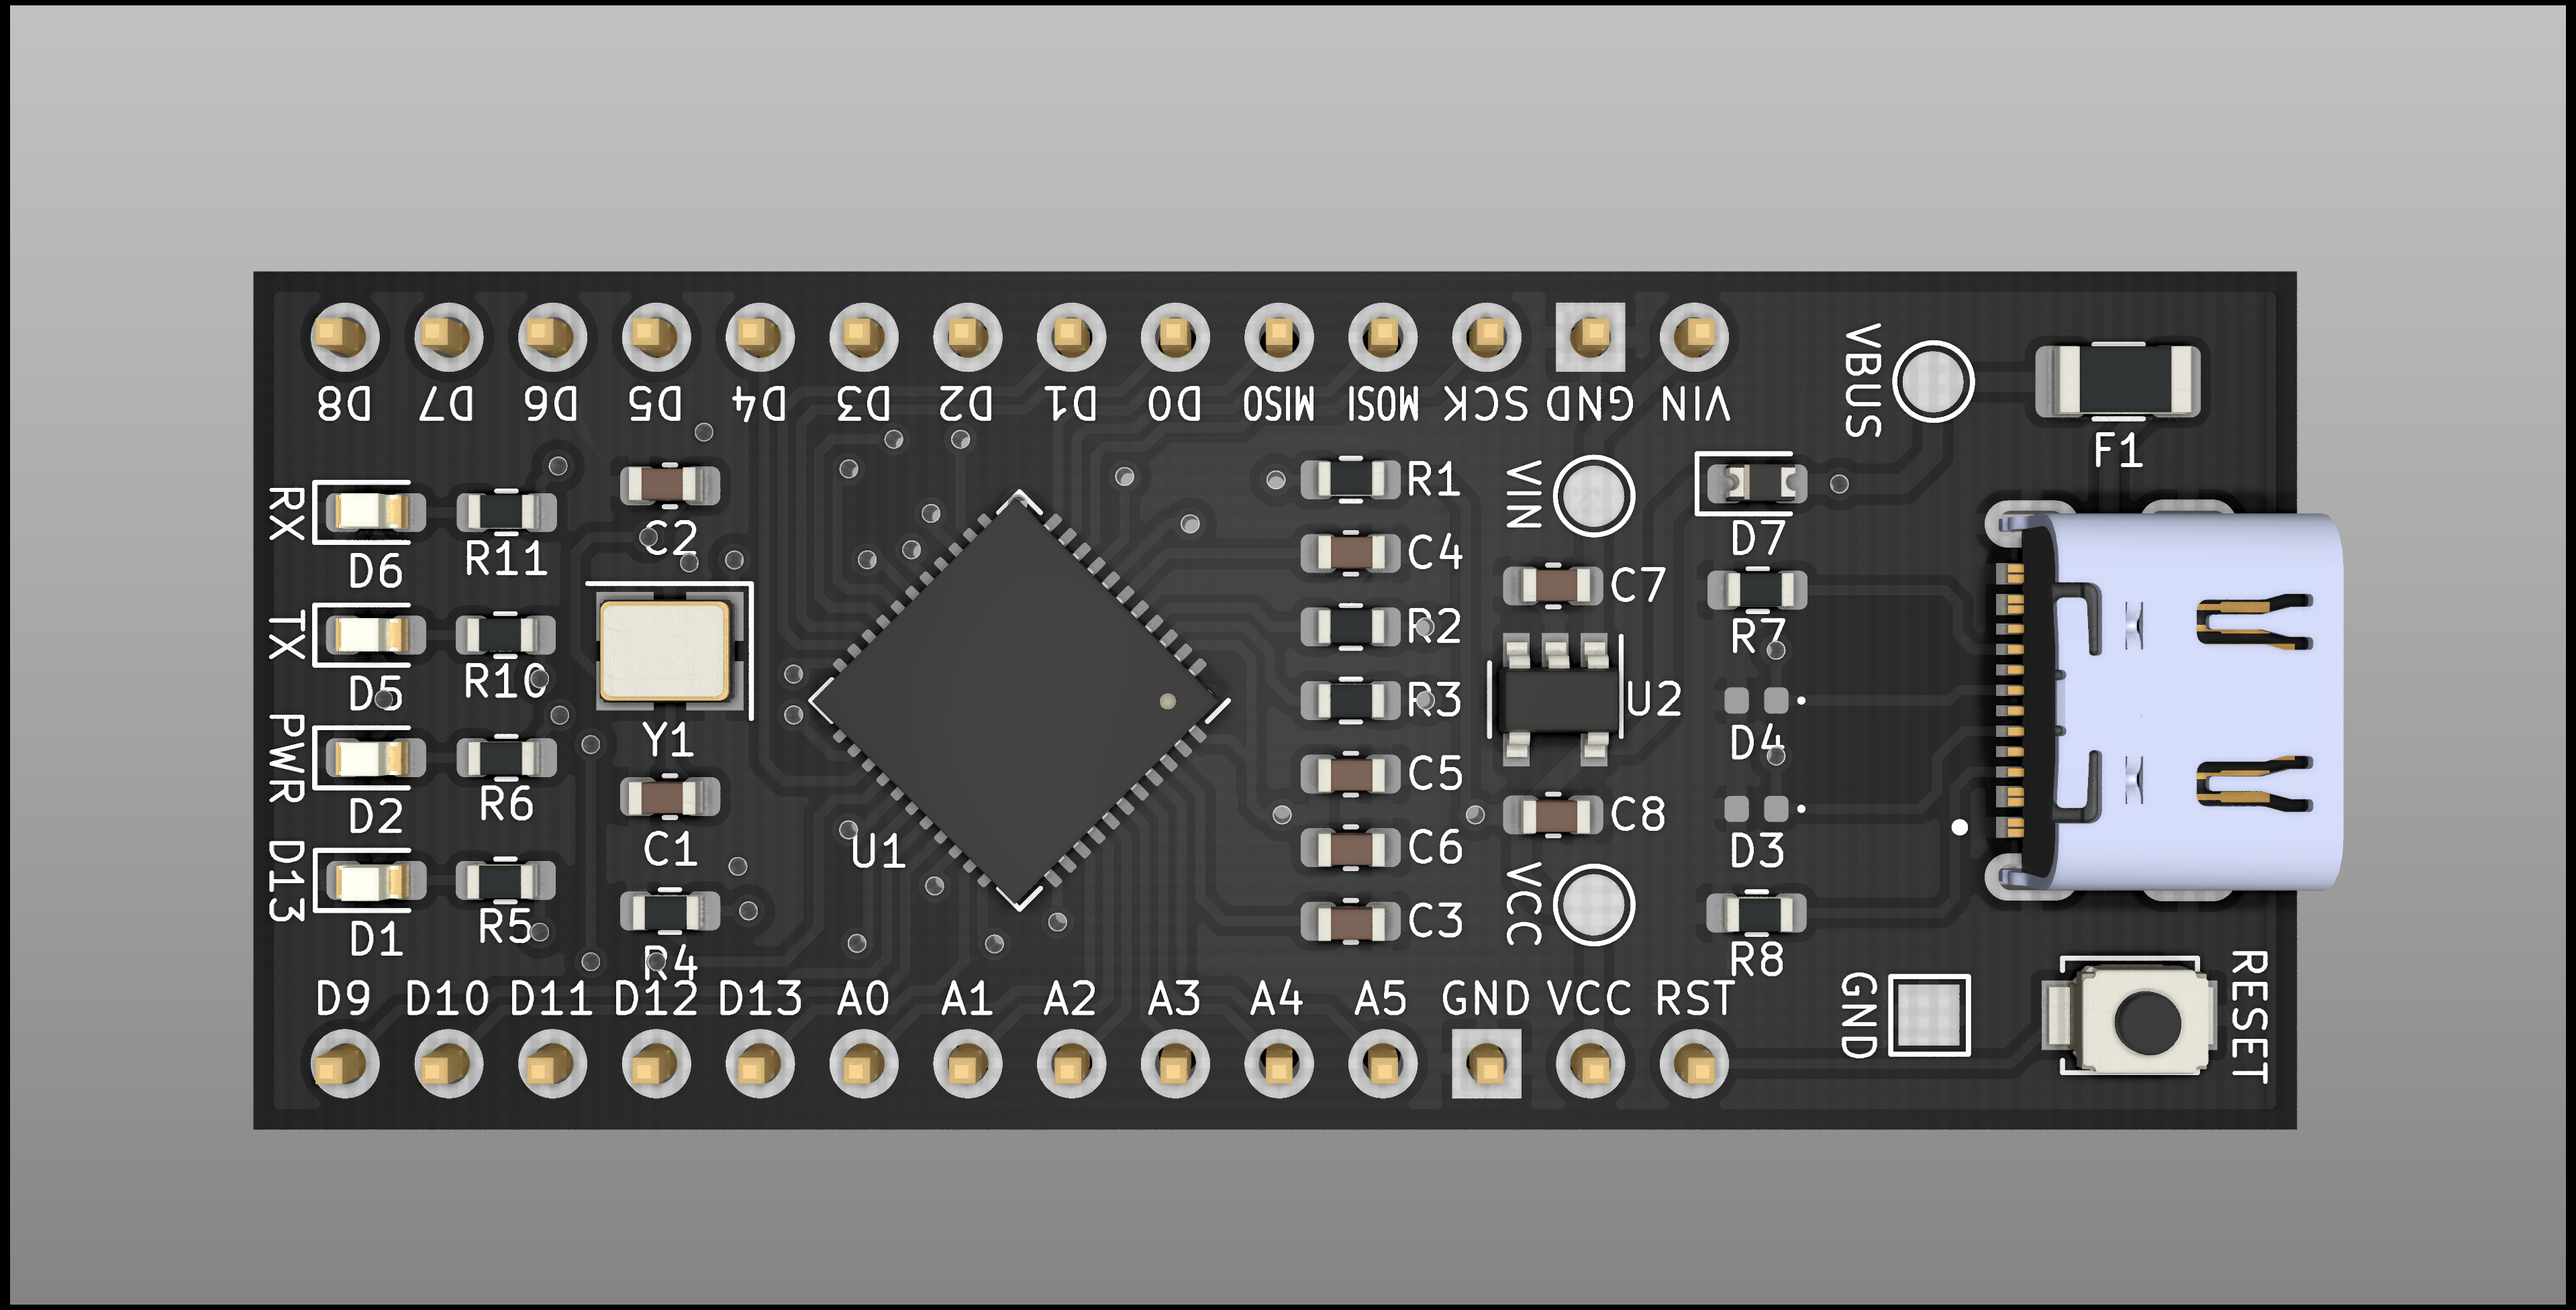 D8 D7 D6 D5 D4 D3 D2 D1 D0 MISO MOSI SCK GND VIN
VBUS
F1
RX
D6
R11
C2
R1
VIN
D7
C4
C7
R7
TX
D5
R10
Y1
R2
R3
U2
D4
PWR
D2
R6
C1
U1
C5
C8
D3
D13
D1
R5
R4
C6
C3
VCC
R8
GND
RESET
D9 D10 D11 D12 D13 A0 A1 A2 A3 A4 A5 GND VCC RST